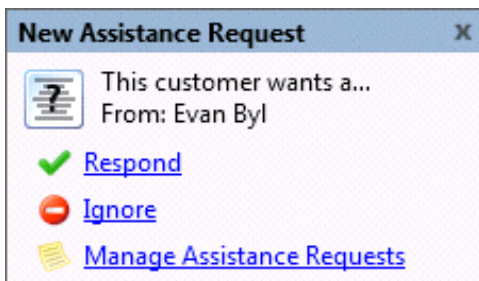 New Assistance Request
x
?
This customer wants a...
From: Evan Byl
Respond
Ignore
Manage Assistance Requests